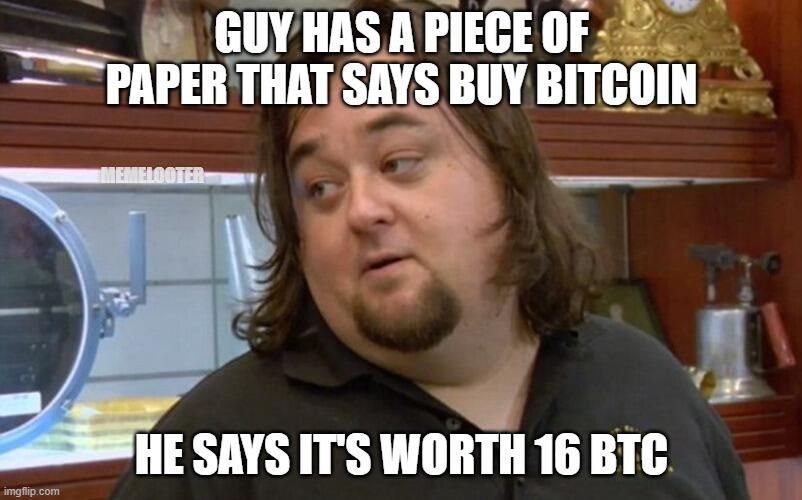 GUY HAS A PIECE OF
PAPER THAT SAYS BUY BITCOIN
MEMELOOTER
HE SAYS IT'S WORTH 16 BTC
imgflip.com